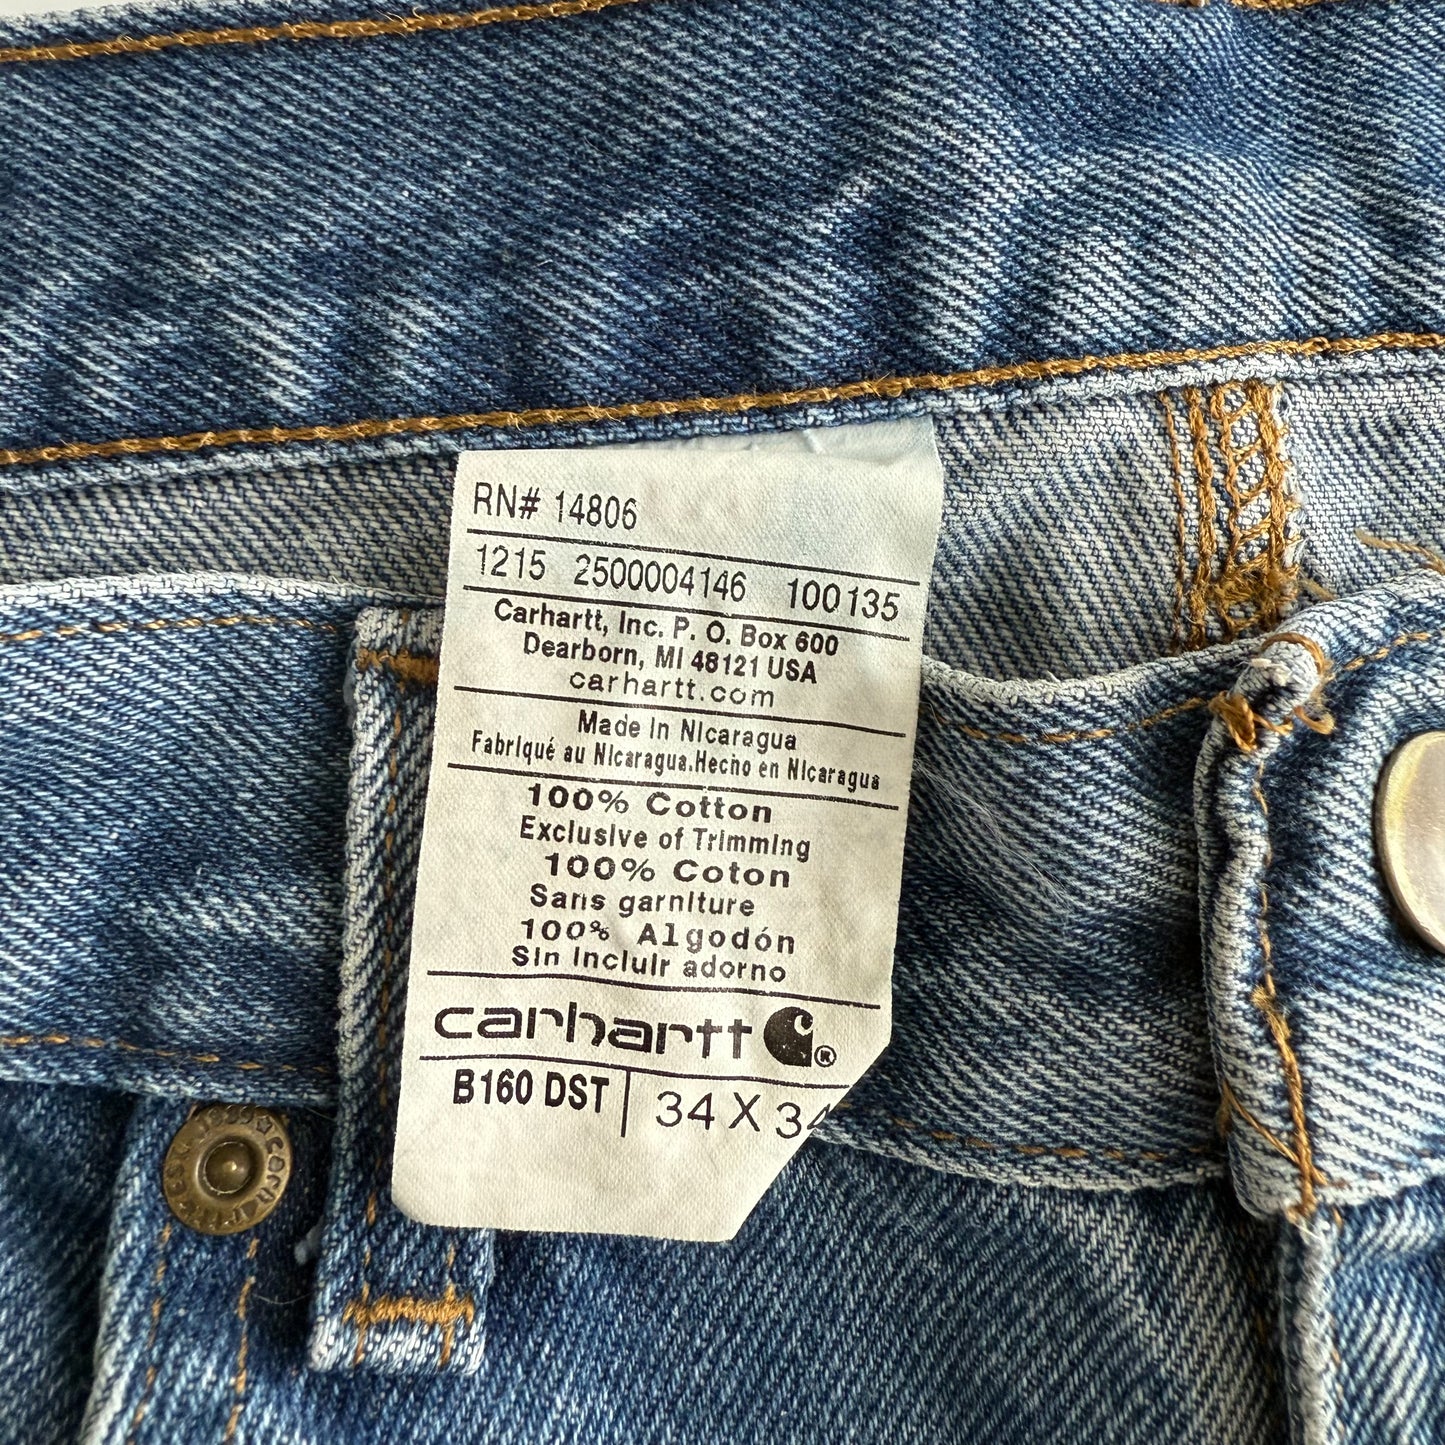 RN# 14806
1215 2500004146 100135
Carhartt, Inc. P. O. Box 600
Dearborn, MI 48121 USA
carhartt.com
Made In Nicaragua
Fabriqué au Nicaragua.Hecho en Nicaragua
100% Cotton
Exclusive of Trimming
100% Coton
Sans garniture
100% Algodón
Sin incluir adorno
carhartt ®
B160 DST | 34 X 34